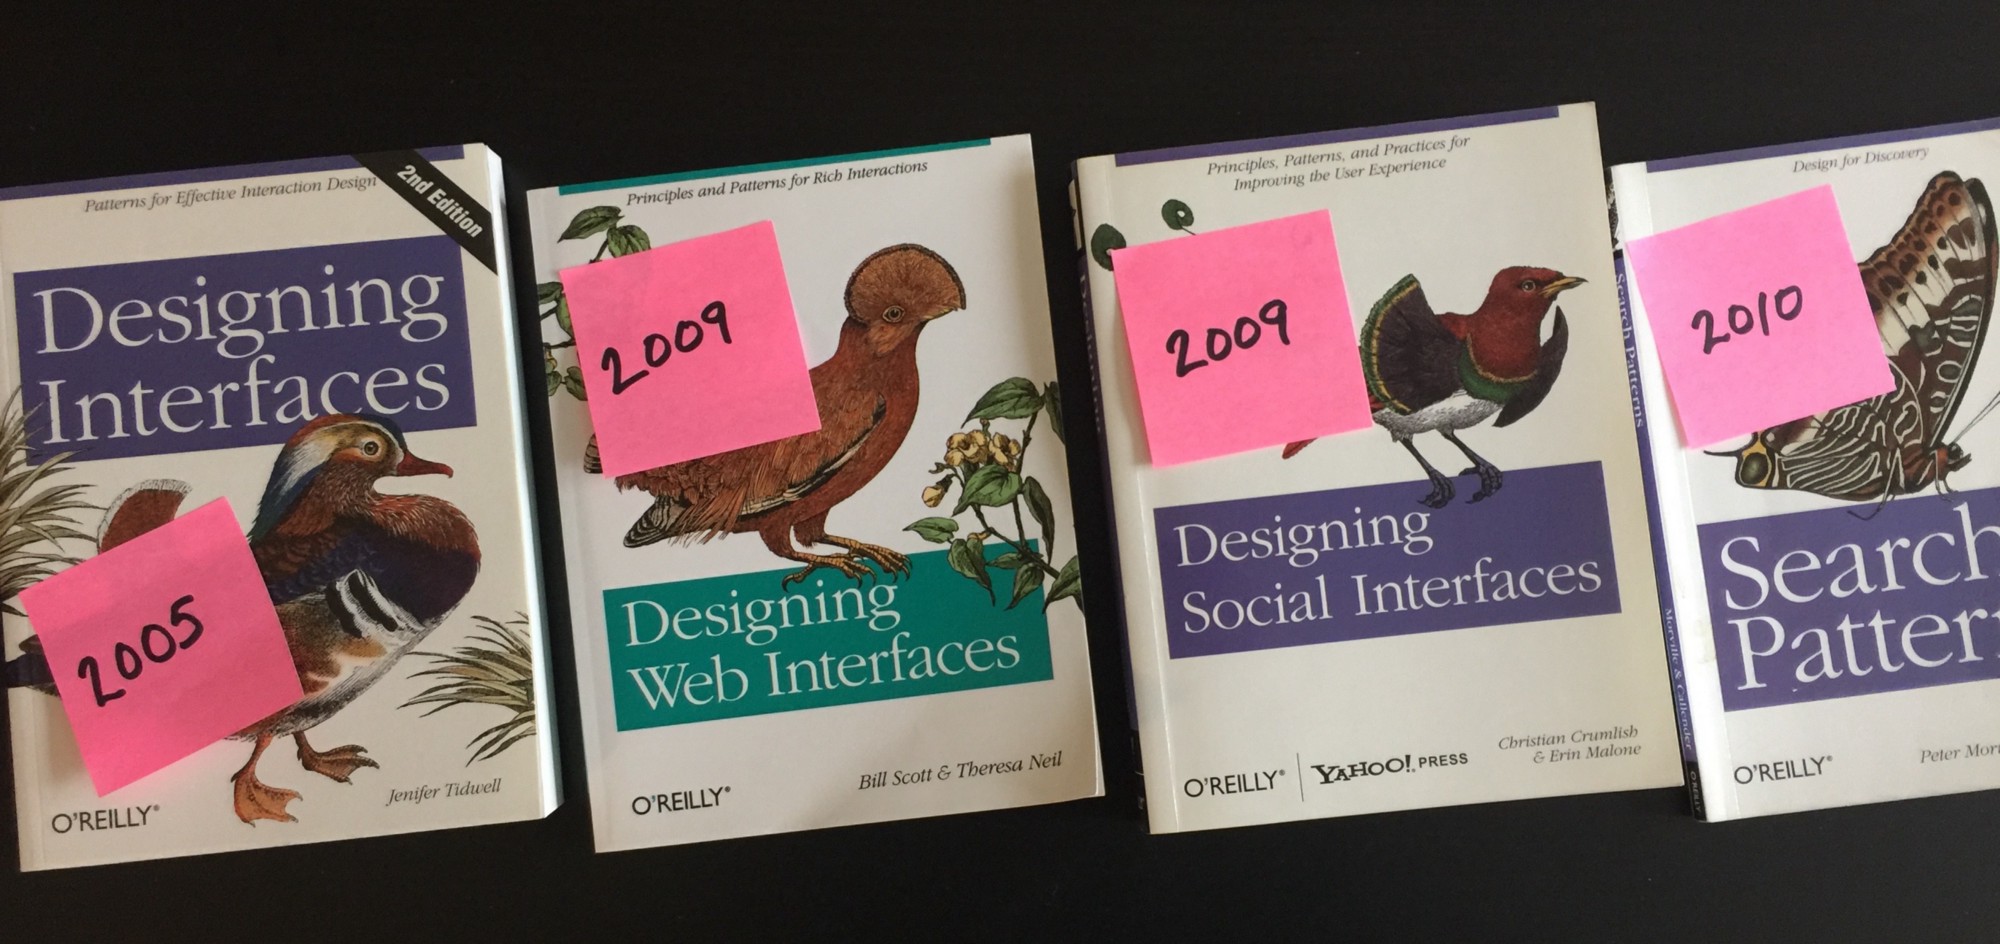 Patterns for Effective Interaction Design
2nd Edition
Designing
Interfaces
2005
Jenifer Tidwell
O'REILLY®
Principles and Patterns for Rich Interactions
2009
Designing
Web Interfaces
Bill Scott & Theresa Neil
O'REILLY®
Principles, Patterns, and Practices for
Improving the User Experience
2009
Designing
Social Interfaces
Christian Crumlish
& Erin Malone
O'REILLY®
YAHOO! PRESS
Search Patterns
Morville & Callender
O'REILLY
Design for Discovery
2010
Search
Pattern
O'REILLY®
Peter